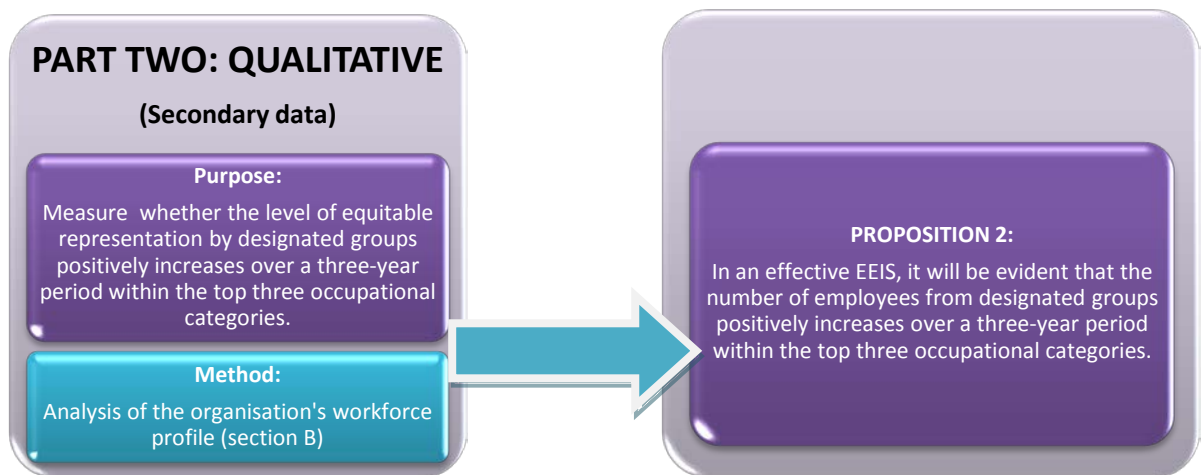 PART TWO: QUALITATIVE
(Secondary data)
Purpose:
Measure whether the level of equitable
representation by designated groups
positively increases over a three-year
period within the top three occupational
categories.
Method:
Analysis of the organisation's workforce
profile (section B)
PROPOSITION 2:
In an effective EEIS, it will be evident that the
number of employees from designated groups
positively increases over a three-year period
within the top three occupational categories.